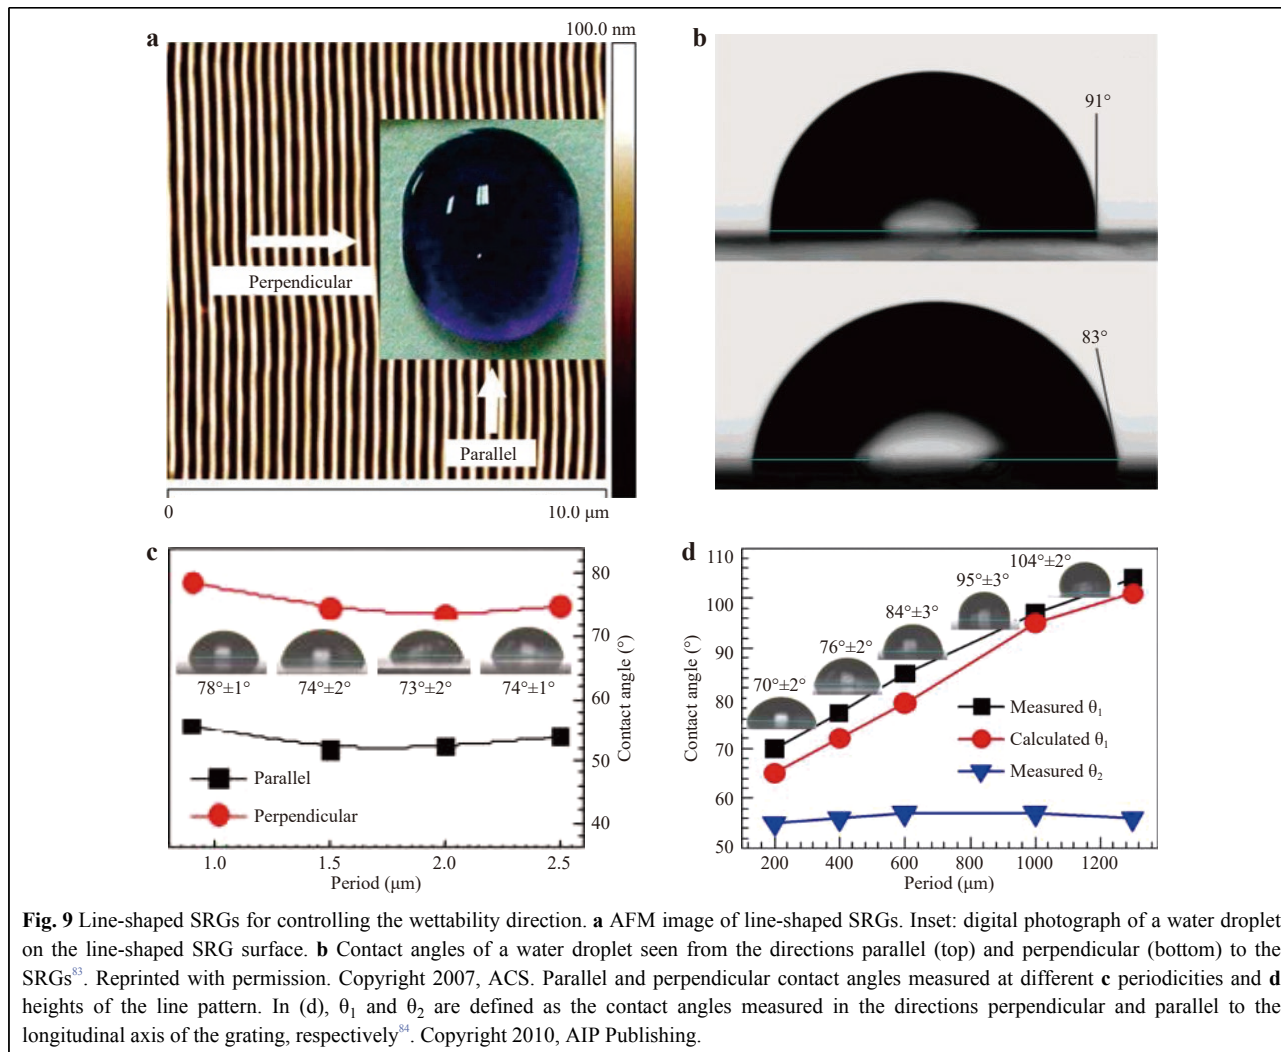 a
100.0 nm
Perpendicular
Parallel
0
10.0 μm
b
91°
83°
c
80
70
60
50
40
Contact angle (°)
78°±1°
74°±2°
73°±2°
74°±1°
Parallel
Perpendicular
1.0
1.5
2.0
2.5
Period (μm)
d
110
100
90
80
70
60
50
Contact angle (°)
70°±2°
76°±2°
84°±3°
95°±3°
104°±2°
Measured θ₁
Calculated θ₁
Measured θ₂
200
400
600
800
1000
1200
Period (μm)
Fig. 9 Line-shaped SRGs for controlling the wettability direction. a AFM image of line-shaped SRGs. Inset: digital photograph of a water droplet
on the line-shaped SRG surface. b Contact angles of a water droplet seen from the directions parallel (top) and perpendicular (bottom) to the
SRGs⁸³. Reprinted with permission. Copyright 2007, ACS. Parallel and perpendicular contact angles measured at different c periodicities and d
heights of the line pattern. In (d), θ₁ and θ₂ are defined as the contact angles measured in the directions perpendicular and parallel to the
longitudinal axis of the grating, respectively⁸⁴. Copyright 2010, AIP Publishing.